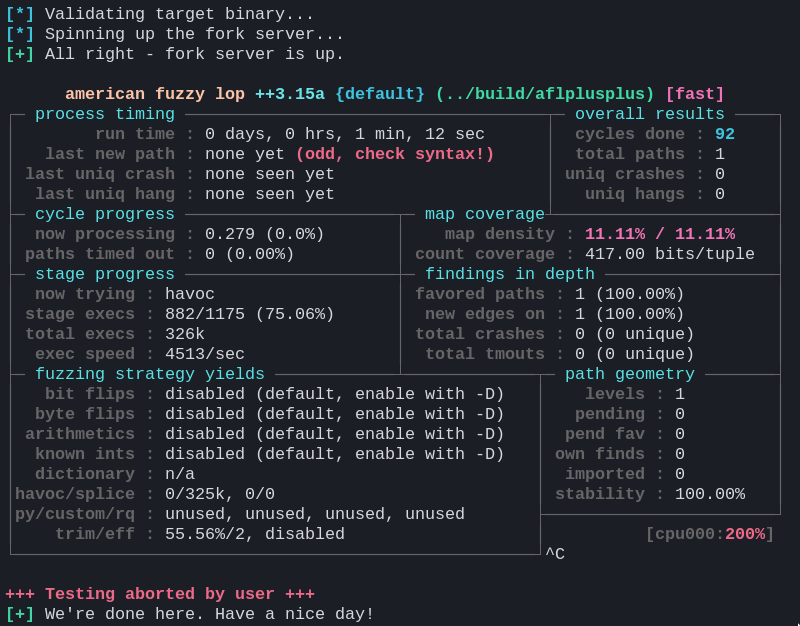 [*] Validating target binary...
[*] Spinning up the fork server...
[+] All right - fork server is up.
american fuzzy lop ++3.15a {default} (../build/aflplusplus) [fast]
process timing overall results
run time : 0 days, 0 hrs, 1 min, 12 sec cycles done : 92
last new path : none yet (odd, check syntax!) total paths : 1
last uniq crash : none seen yet uniq crashes : 0
last uniq hang : none seen yet uniq hangs : 0
cycle progress map coverage
now processing : 0.279 (0.0%) map density : 11.11% / 11.11%
paths timed out : 0 (0.00%) count coverage : 417.00 bits/tuple
stage progress findings in depth
now trying : havoc favored paths : 1 (100.00%)
stage execs : 882/1175 (75.06%) new edges on : 1 (100.00%)
total execs : 326k total crashes : 0 (0 unique)
exec speed : 4513/sec total tmouts : 0 (0 unique)
fuzzing strategy yields path geometry
bit flips : disabled (default, enable with -D) levels : 1
byte flips : disabled (default, enable with -D) pending : 0
arithmetics : disabled (default, enable with -D) pend fav : 0
known ints : disabled (default, enable with -D) own finds : 0
dictionary : n/a imported : 0
havoc/splice : 0/325k, 0/0 stability : 100.00%
py/custom/rq : unused, unused, unused, unused
trim/eff : 55.56%/2, disabled [cpu000:200%]
^C
+++ Testing aborted by user +++
[+] We're done here. Have a nice day!